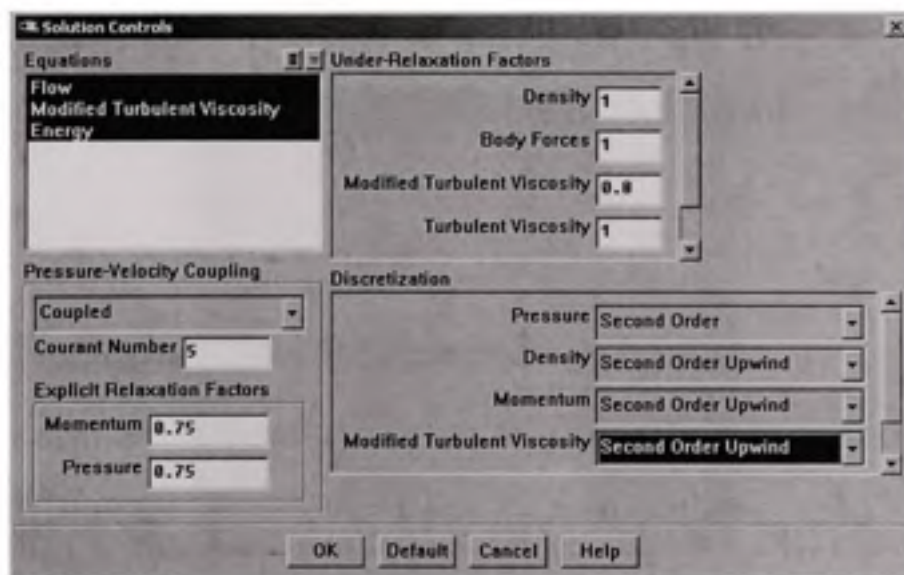 Solution Controls
Equations
Flow
Modified Turbulent Viscosity
Energy
Under-Relaxation Factors
Density 1
Body Forces 1
Modified Turbulent Viscosity 0.8
Turbulent Viscosity 1
Pressure-Velocity Coupling
Coupled
Courant Number 5
Explicit Relaxation Factors
Momentum 0.75
Pressure 0.75
Discretization
Pressure Second Order
Density Second Order Upwind
Momentum Second Order Upwind
Modified Turbulent Viscosity Second Order Upwind
OK Default Cancel Help